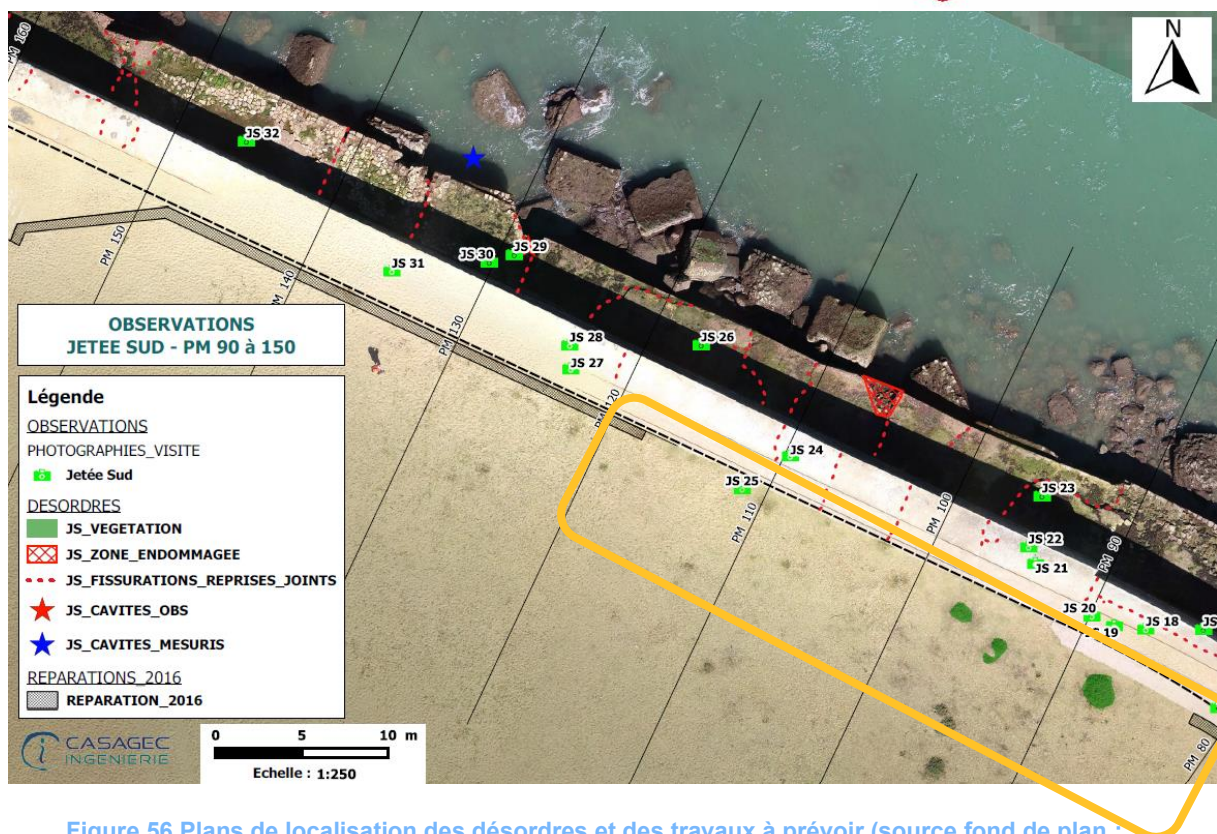 N
PM 160
JS 32
PM 150
PM 140
JS 31
JS 30
JS 29
PM 130
JS 28
JS 27
JS 26
PM 120
JS 25
JS 24
PM 110
JS 23
PM 100
JS 22
JS 21
PM 90
JS 20
JS 19
JS 18
JS
PM 80
OBSERVATIONS
JETEE SUD - PM 90 à 150
Légende
OBSERVATIONS
PHOTOGRAPHIES_VISITE
Jetée Sud
DESORDRES
JS_VEGETATION
JS_ZONE_ENDOMMAGEE
JS_FISSURATIONS_REPRISES_JOINTS
JS_CAVITES_OBS
JS_CAVITES_MESURIS
REPARATIONS_2016
REPARATION_2016
CASAGEC
INGENIERIE
0 5 10 m
Echelle : 1:250
Figure 56 Plans de localisation des désordres et des travaux à prévoir (source fond de plan :